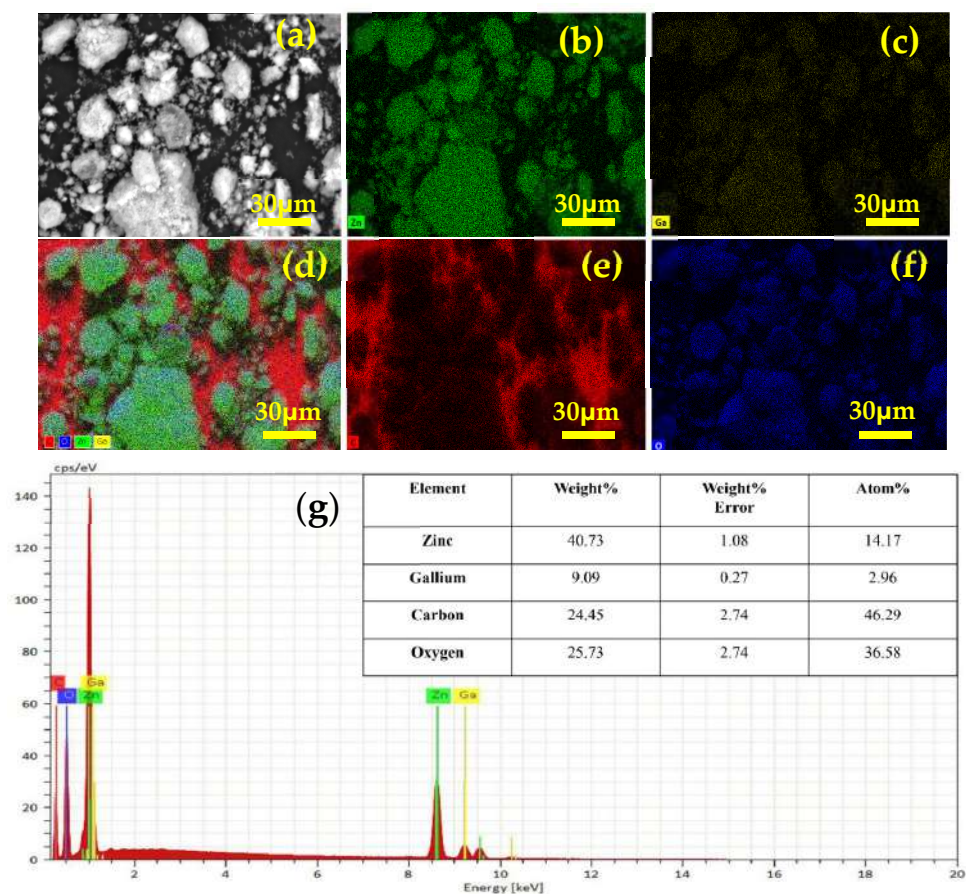 (a) (b) (c)
30µm 30µm 30µm
Zn Ga
(d) (e) (f)
30µm 30µm 30µm
C O Zn Ga C O
cps/eV
(g)
Element Weight% Weight% Error Atom%
Zinc 40.73 1.08 14.17
Gallium 9.09 0.27 2.96
Carbon 24.45 2.74 46.29
Oxygen 25.73 2.74 36.58
140
120
100
80
60
40
20
0
C O Ga Zn Zn Ga
2 4 6 8 10 12 14 16 18 20
Energy [keV]